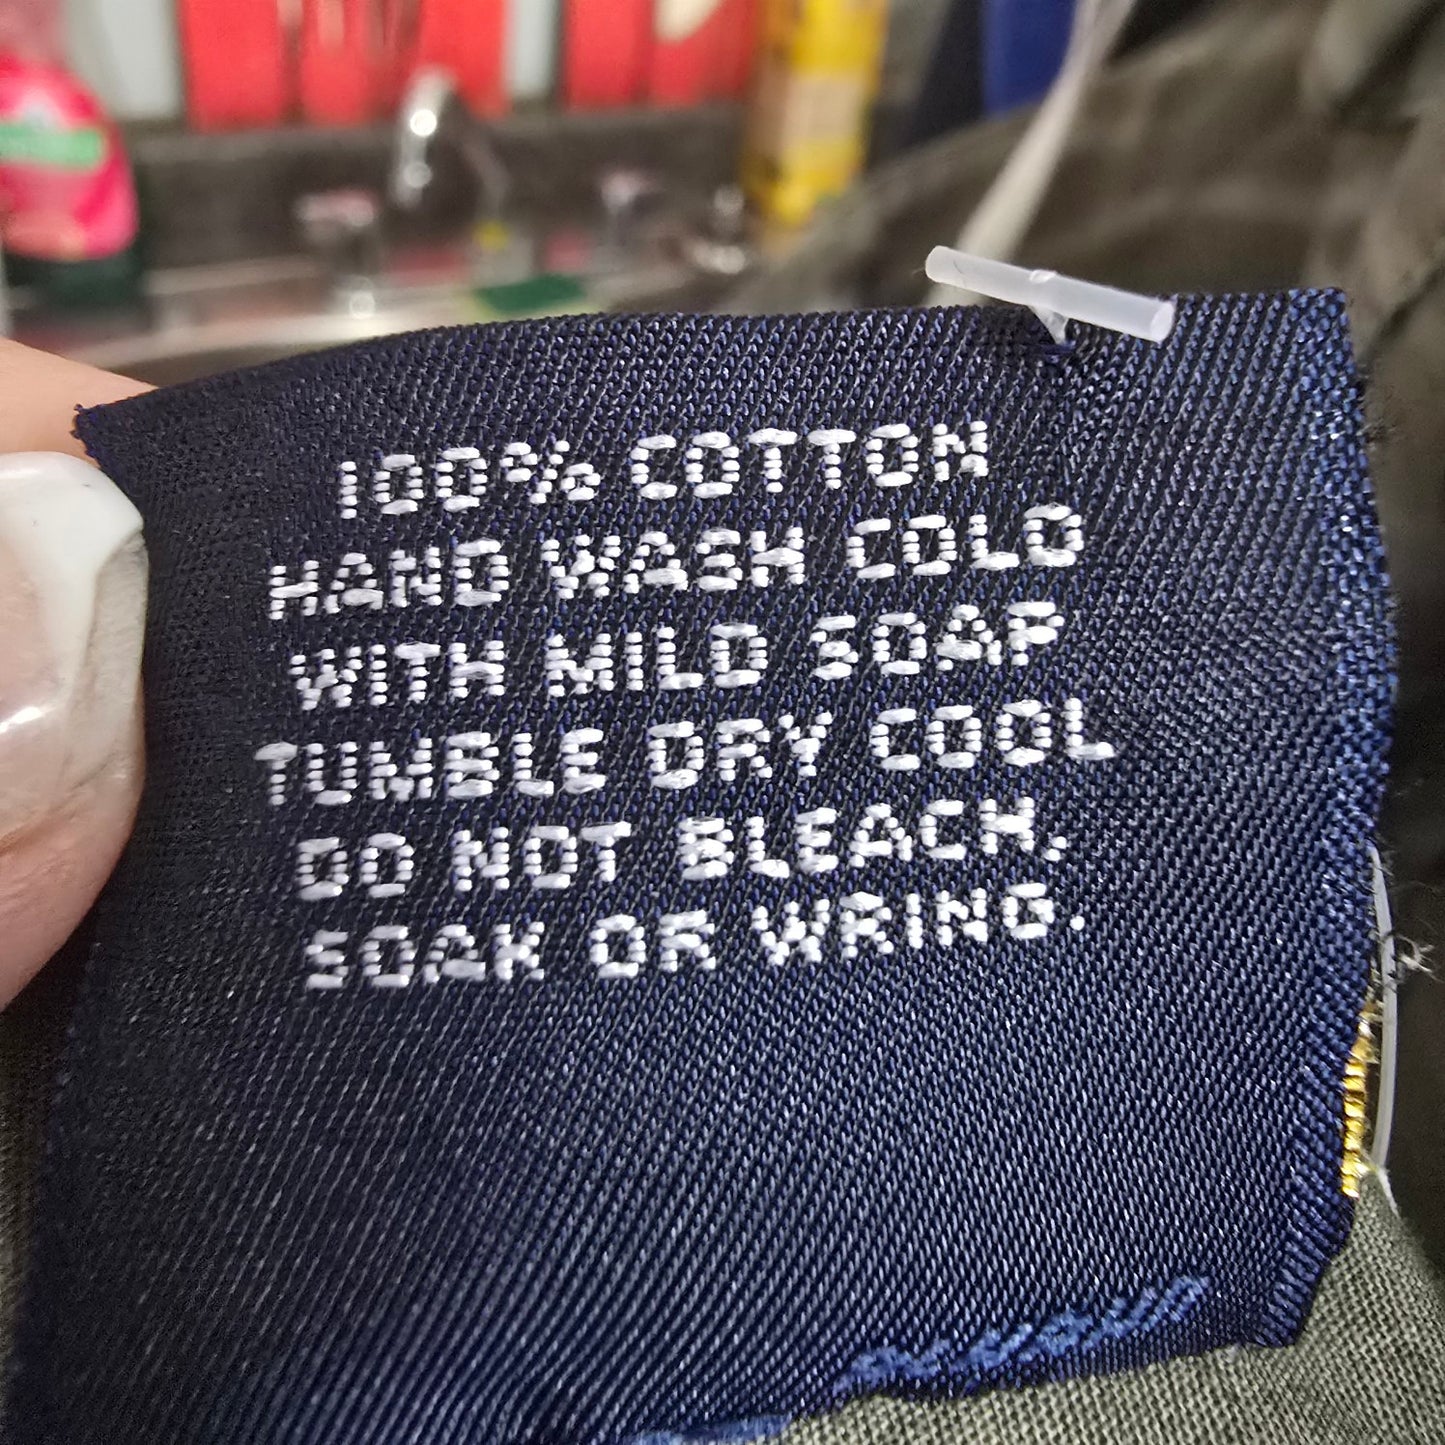 100% COTTON
HAND WASH COLD
WITH MILD SOAP
TUMBLE DRY COOL
DO NOT BLEACH,
SOAK OR WRING.